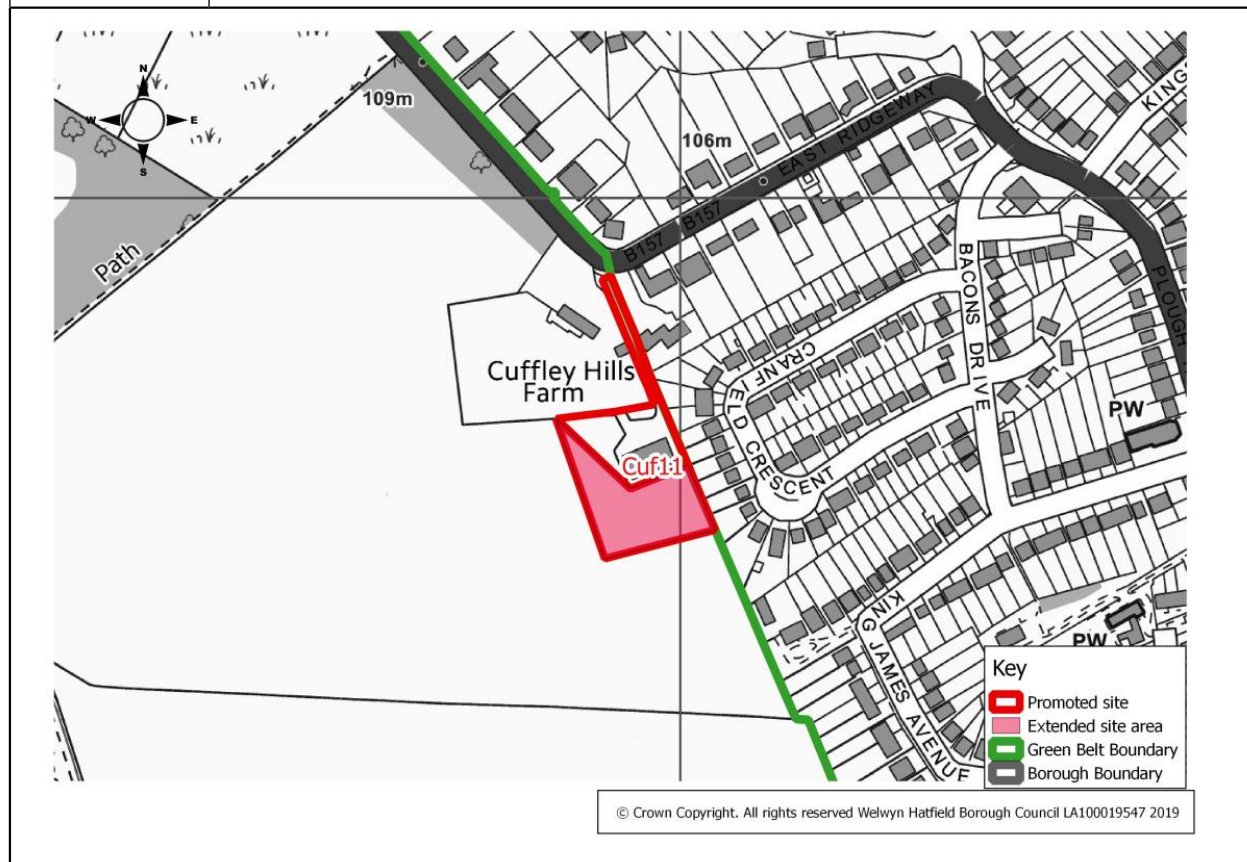 N
W E
S
109m
106m
KING
EAST RIDGEWAY
B157 B157
Path
BACONS DRIVE
PLOUGH
Cuffley Hills
Farm
CRANFIELD CRESCENT
PW
Cuf11
KING JAMES AVENUE
PW
Key
Promoted site
Extended site area
Green Belt Boundary
Borough Boundary
© Crown Copyright. All rights reserved Welwyn Hatfield Borough Council LA100019547 2019